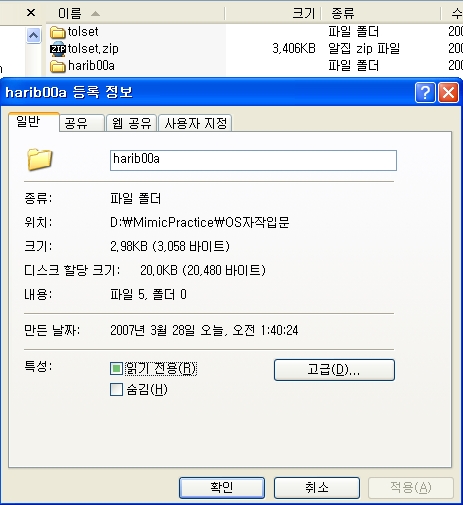 이름 크기 종류 수
tolset 파일 폴더 200
ZIP tolset.zip 3,406KB 알집 zip 파일 200
harib00a 파일 폴더 200
harib00a 등록 정보
일반 공유 웹 공유 사용자 지정
harib00a
종류: 파일 폴더
위치: D:\MimicPractice\OS자작입문
크기: 2,98KB (3,058 바이트)
디스크 할당 크기: 20,0KB (20,480 바이트)
내용: 파일 5, 폴더 0
만든 날짜: 2007년 3월 28일 오늘, 오전 1:40:24
특성: 읽기 전용(R) 고급(D)...
숨김(H)
확인 취소 적용(A)